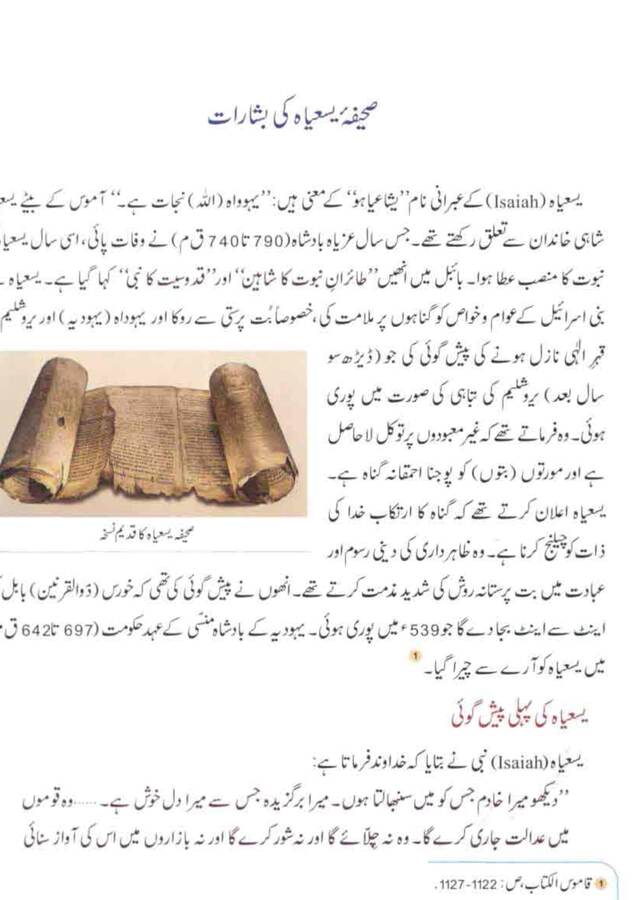 صحیفۂ یسعیاہ کی بشارات
یسعیاہ (Isaiah) کے عبرانی نام ”یشاعیاہو“ کے معنی ہیں: ”یہوواہ (اللہ) نجات ہے۔“ آموس کے بیٹے
شاہی خاندان سے تعلق رکھتے تھے۔ جس سال عزیاہ بادشاہ (790 تا 740 ق م) نے وفات پائی، اسی سال یسعیاہ
نبوت کا منصب عطا ہوا۔ بائبل میں انھیں ”طائرانِ نبوت کا شاہین“ اور ”قدوسیت کا نبی“ کہا گیا ہے۔ یسعیاہ
بنی اسرائیل کے عوام و خواص کو گناہوں پر ملامت کی، خصوصاً بُت پرستی سے روکا اور یہوداہ (یہودیہ) اور یروشلیم
قہرِ الٰہی نازل ہونے کی پیش گوئی کی جو (ڈیڑھ سو
سال بعد) یروشلیم کی تباہی کی صورت میں پوری
ہوئی۔ وہ فرماتے تھے کہ غیر معبودوں پر توکل لاحاصل
ہے اور مورتوں (بتوں) کو پوجنا احمقانہ گناہ ہے۔
یسعیاہ اعلان کرتے تھے کہ گناہ کا ارتکاب خدا کی
ذات کو چیلنج کرنا ہے۔ وہ ظاہرداری کی دینی رسوم اور
صحیفہ یسعیاہ کا قدیم نسخہ
عبادت میں بت پرستانہ روش کی شدید مذمت کرتے تھے۔ انھوں نے پیش گوئی کی تھی کہ خورس (ذوالقرنین) بابل
اینٹ سے اینٹ بجا دے گا جو 539ء میں پوری ہوئی۔ یہودیہ کے بادشاہ منسّی کے عہد حکومت (697 تا 642 ق م
میں یسعیاہ کو آرے سے چیرا گیا۔ 1
یسعیاہ کی پہلی پیش گوئی
یسعیاہ (Isaiah) نبی نے بتایا کہ خداوند فرماتا ہے:
”دیکھو میرا خادم جس کو میں سنبھالتا ہوں۔ میرا برگزیدہ جس سے میرا دل خوش ہے۔ ...... وہ قوموں
میں عدالت جاری کرے گا۔ وہ نہ چلّائے گا اور نہ شور کرے گا اور نہ بازاروں میں اس کی آواز سنائی
1 قاموس الکتاب، ص: 1122-1127.